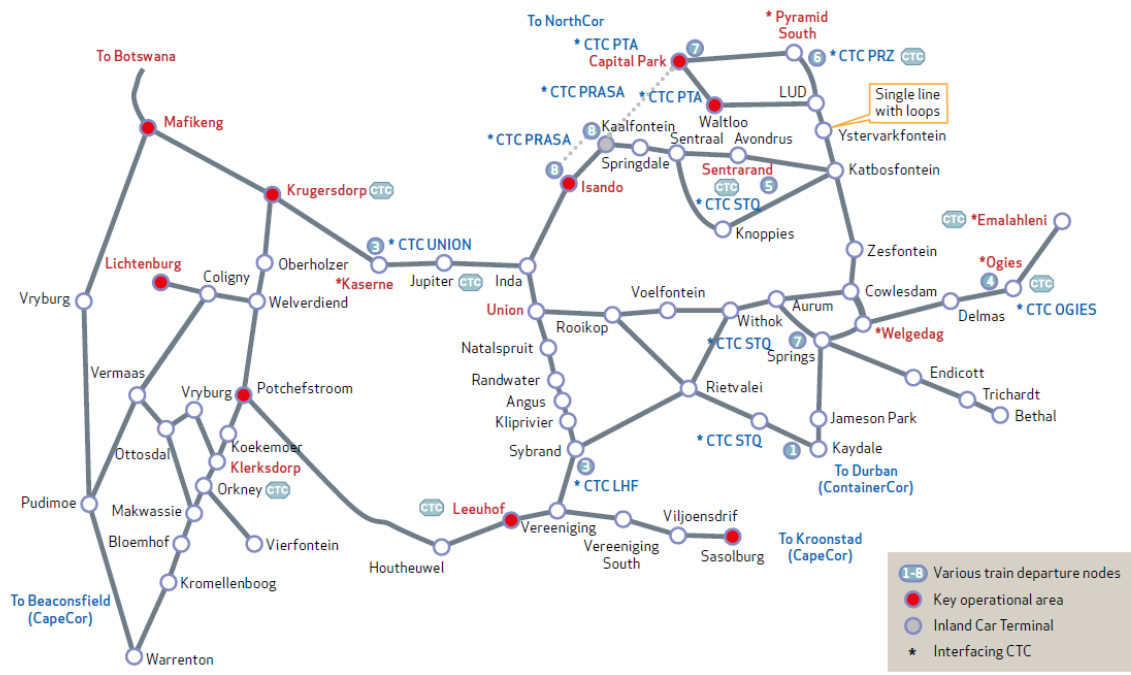 To NorthCor
* Pyramid
South
* CTC PTA
7
Capital Park
6
* CTC PRZ
CTC
To Botswana
* CTC PRASA
* CTC PTA
LUD
Single line
with loops
Waltloo
Mafikeng
8
Kaalfontein
Sentraal
Avondrus
Ystervarkfontein
* CTC PRASA
Springdale
8
Isando
Sentrarand
Katbosfontein
Krugersdorp
CTC
CTC
5
* CTC STQ
Knoppies
CTC
*Emalahleni
3
* CTC UNION
Oberholzer
Zesfontein
Lichtenburg
Coligny
*Kaserne
Jupiter
CTC
Inda
*Ogies
4
CTC
Vryburg
Welverdiend
Union
Voelfontein
Rooikop
Withok
Aurum
Cowlesdam
Delmas
* CTC OGIES
*Welgedag
Natalspruit
* CTC STQ
7
Springs
Vermaas
Vryburg
Potchefstroom
Randwater
Rietvalei
Endicott
Angus
Trichardt
Kliprivier
Jameson Park
Bethal
Ottosdal
Koekemoer
* CTC STQ
Sybrand
1
Kaydale
Klerksdorp
3
To Durban
(ContainerCor)
Orkney
CTC
* CTC LHF
Pudimoe
Makwassie
CTC
Leeuhof
Vereeniging
Viljoensdrif
Bloemhof
Vierfontein
Houtheuwel
Vereeniging
South
Sasolburg
To Kroonstad
(CapeCor)
Kromellenboog
To Beaconsfield
(CapeCor)
Warrenton
1-8 Various train departure nodes
Key operational area
Inland Car Terminal
* Interfacing CTC